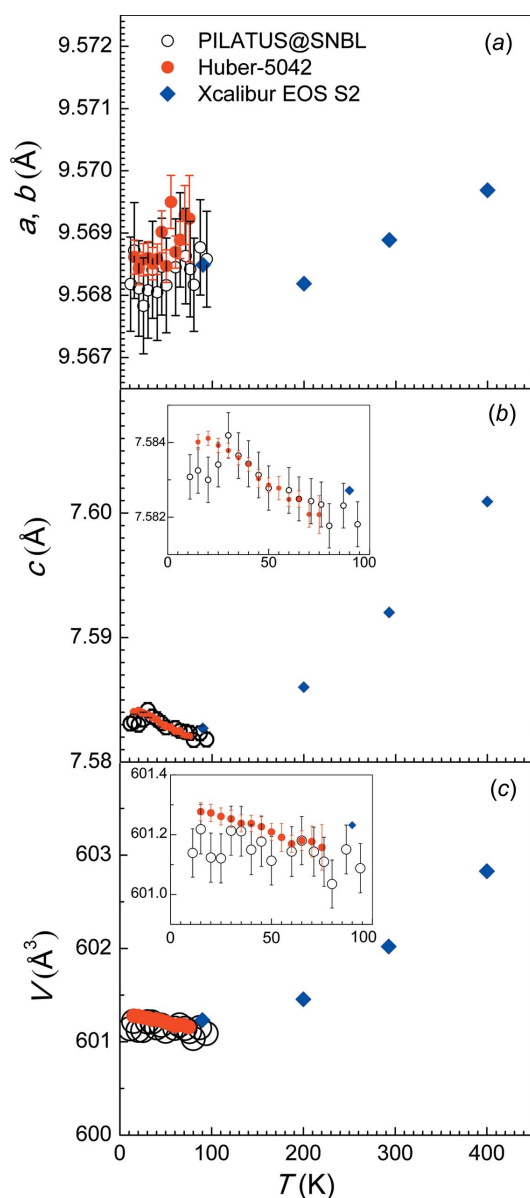 (a)
PILATUS@SNBL
Huber-5042
Xcalibur EOS S2
a, b (Å)
9.572
9.571
9.570
9.569
9.568
9.567
(b)
c (Å)
7.60
7.59
7.58
7.584
7.582
0 50 100
(c)
V (Å³)
603
602
601
600
601.4
601.2
601.0
0 50 100
0 100 200 300 400
T (K)